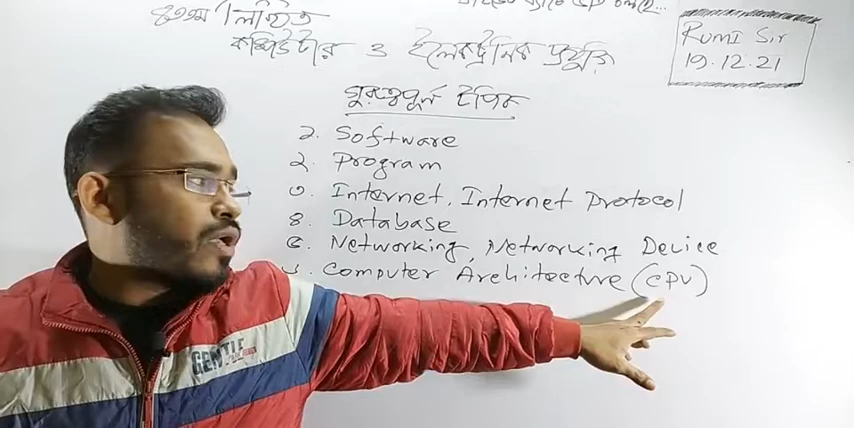 ৪৩তম লিখিত
কম্পিউটার ও ইলেকট্রনিক প্রযুক্তি
Rumi Sir
19.12.21
গুরুত্বপূর্ণ টপিক
১. Software
২. Program
৩. Internet, Internet Protocol
৪. Database
৫. Networking, Networking Device
৬. Computer Architecture (CPU)
GENTLE PARK